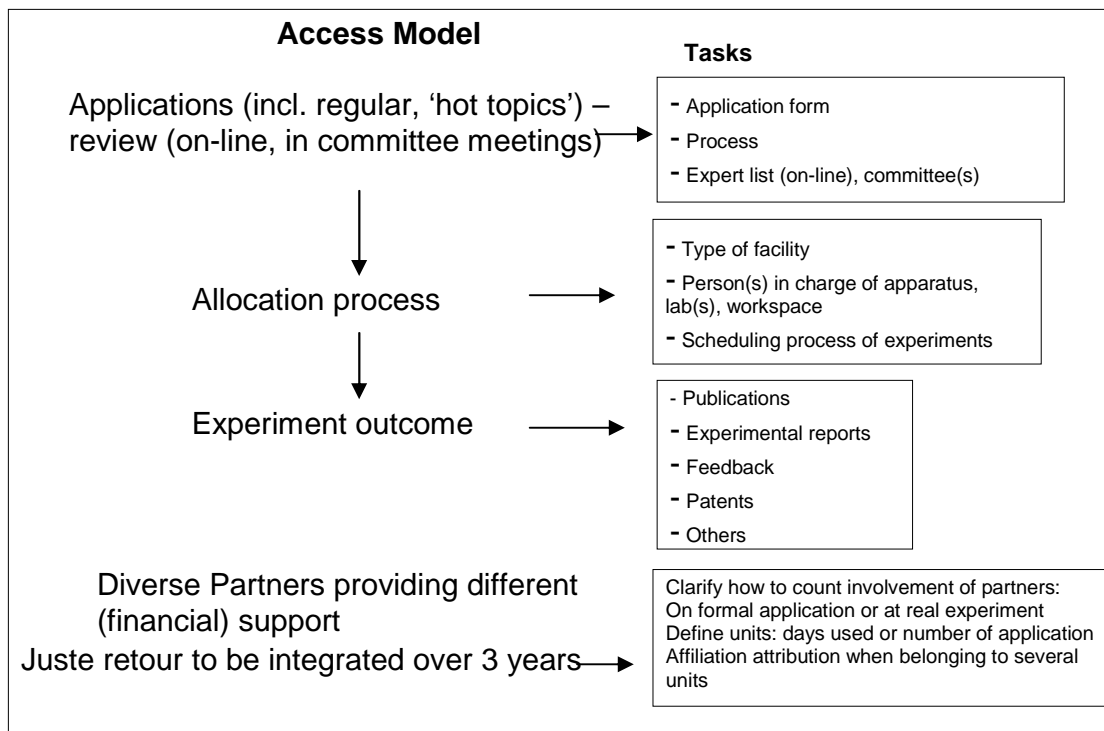 Access Model
Tasks
Applications (incl. regular, ‘hot topics’) –
review (on-line, in committee meetings)
- Application form
- Process
- Expert list (on-line), committee(s)
Allocation process
- Type of facility
- Person(s) in charge of apparatus,
lab(s), workspace
- Scheduling process of experiments
Experiment outcome
- Publications
- Experimental reports
- Feedback
- Patents
- Others
Diverse Partners providing different
(financial) support
Juste retour to be integrated over 3 years
Clarify how to count involvement of partners:
On formal application or at real experiment
Define units: days used or number of application
Affiliation attribution when belonging to several
units